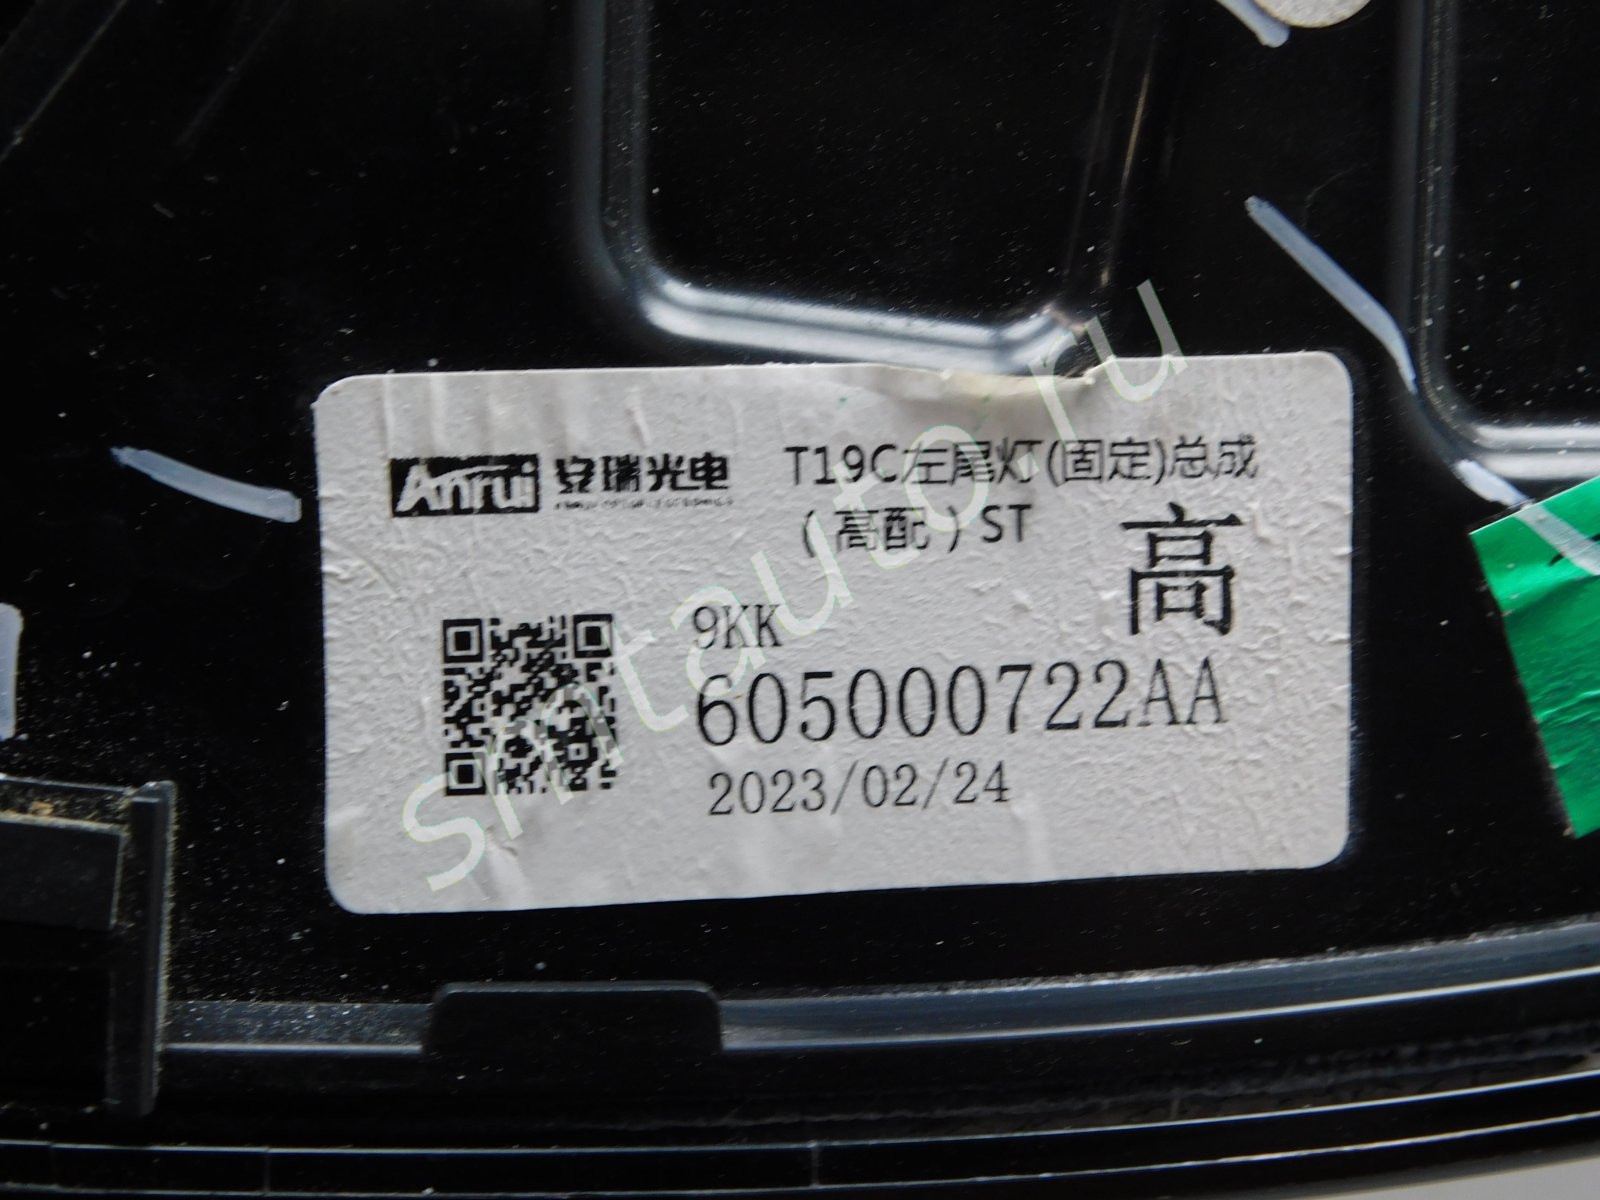 Anrui 安瑞光电
T19C左尾灯(固定)总成
(高配)ST
高
9KK
605000722AA
2023/02/24
smtauto.ru